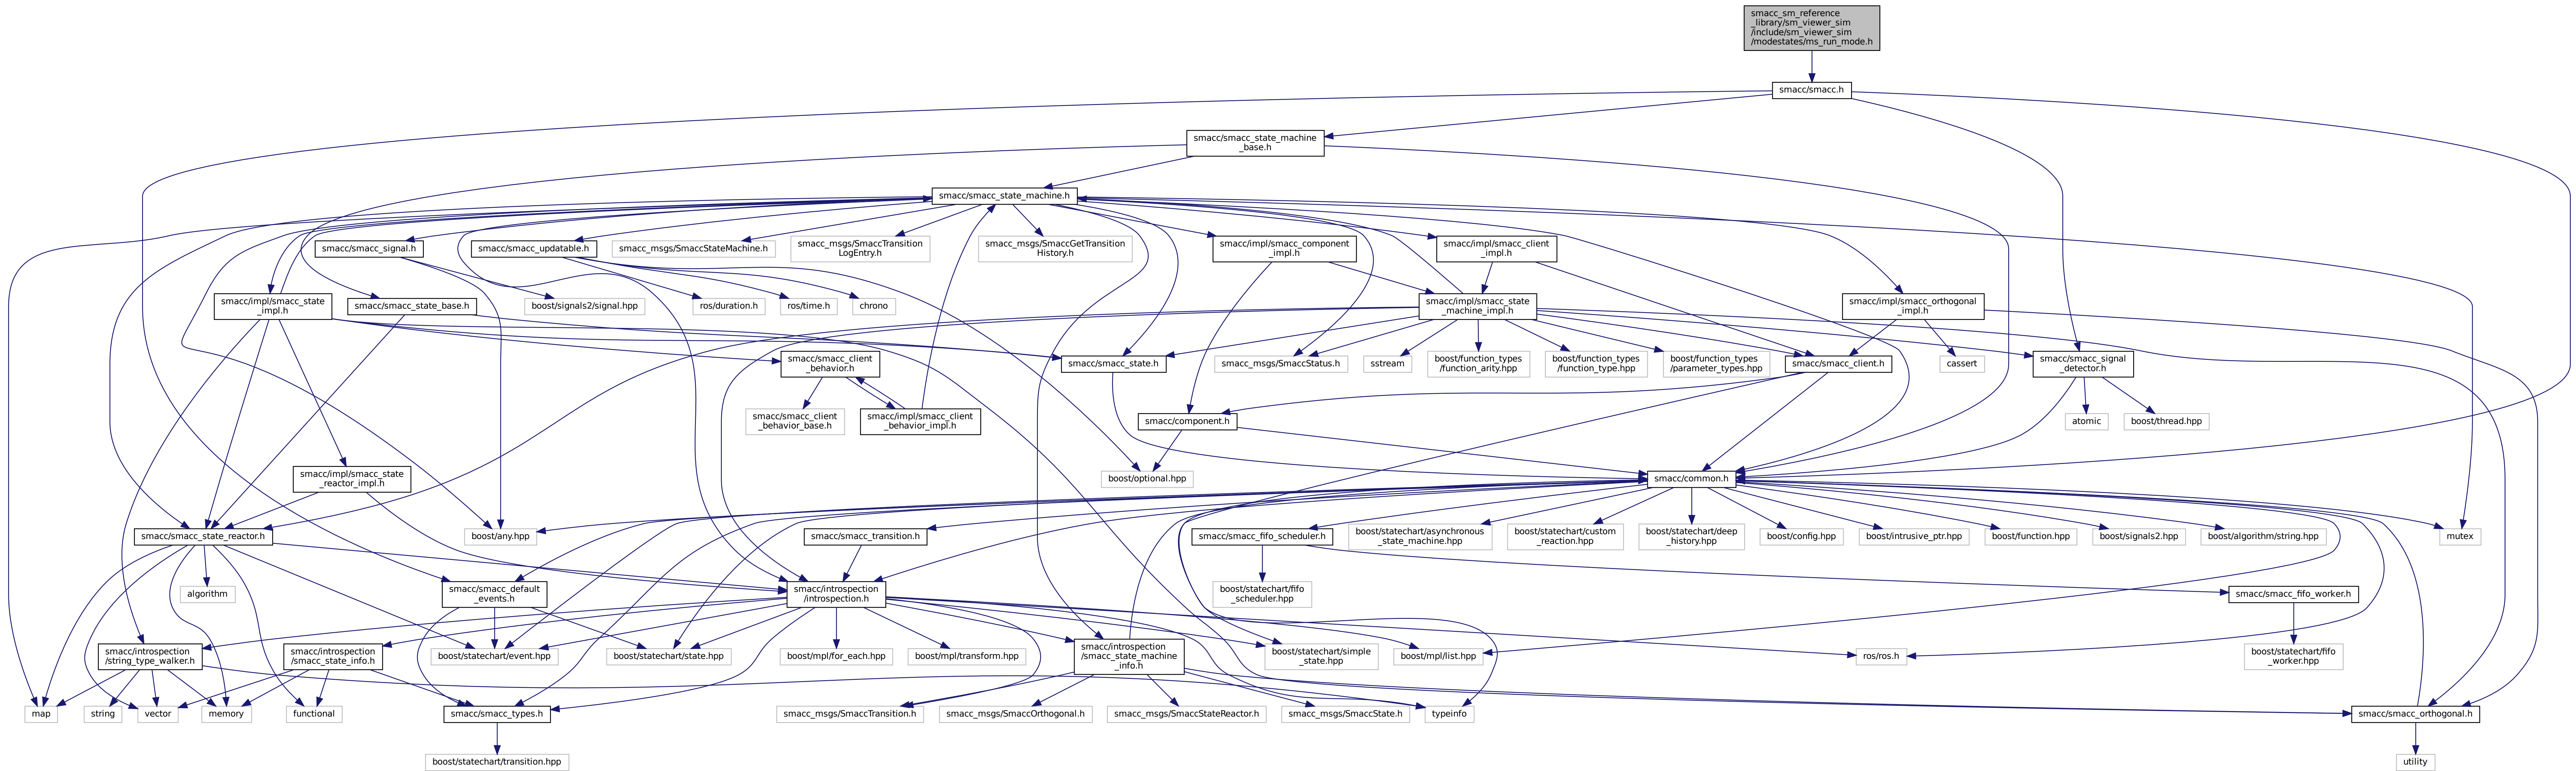 smacc_sm_reference
_library/sm_viewer_sim
/include/sm_viewer_sim
/modestates/ms_run_mode.h
smacc/smacc.h
smacc/smacc_state_machine
_base.h
smacc/smacc_state_machine.h
smacc/smacc_signal.h
smacc/smacc_updatable.h
smacc_msgs/SmaccStateMachine.h
smacc_msgs/SmaccTransition
LogEntry.h
smacc_msgs/SmaccGetTransition
History.h
smacc/impl/smacc_component
_impl.h
smacc/impl/smacc_client
_impl.h
smacc/impl/smacc_state
_impl.h
smacc/smacc_state_base.h
boost/signals2/signal.hpp
ros/duration.h
ros/time.h
chrono
smacc/impl/smacc_state
_machine_impl.h
smacc/impl/smacc_orthogonal
_impl.h
smacc/smacc_client
_behavior.h
smacc/smacc_state.h
smacc_msgs/SmaccStatus.h
sstream
boost/function_types
/function_arity.hpp
boost/function_types
/function_type.hpp
boost/function_types
/parameter_types.hpp
smacc/smacc_client.h
cassert
smacc/smacc_signal
_detector.h
smacc/smacc_client
_behavior_base.h
smacc/impl/smacc_client
_behavior_impl.h
smacc/component.h
atomic
boost/thread.hpp
smacc/impl/smacc_state
_reactor_impl.h
boost/optional.hpp
smacc/common.h
smacc/smacc_state_reactor.h
boost/any.hpp
smacc/smacc_transition.h
smacc/smacc_fifo_scheduler.h
boost/statechart/asynchronous
_state_machine.hpp
boost/statechart/custom
_reaction.hpp
boost/statechart/deep
_history.hpp
boost/config.hpp
boost/intrusive_ptr.hpp
boost/function.hpp
boost/signals2.hpp
boost/algorithm/string.hpp
mutex
algorithm
smacc/smacc_default
_events.h
smacc/introspection
/introspection.h
boost/statechart/fifo
_scheduler.hpp
smacc/smacc_fifo_worker.h
smacc/introspection
/string_type_walker.h
smacc/introspection
/smacc_state_info.h
boost/statechart/event.hpp
boost/statechart/state.hpp
boost/mpl/for_each.hpp
boost/mpl/transform.hpp
smacc/introspection
/smacc_state_machine
_info.h
boost/statechart/simple
_state.hpp
boost/mpl/list.hpp
ros/ros.h
boost/statechart/fifo
_worker.hpp
map
string
vector
memory
functional
smacc/smacc_types.h
smacc_msgs/SmaccTransition.h
smacc_msgs/SmaccOrthogonal.h
smacc_msgs/SmaccStateReactor.h
smacc_msgs/SmaccState.h
typeinfo
smacc/smacc_orthogonal.h
boost/statechart/transition.hpp
utility